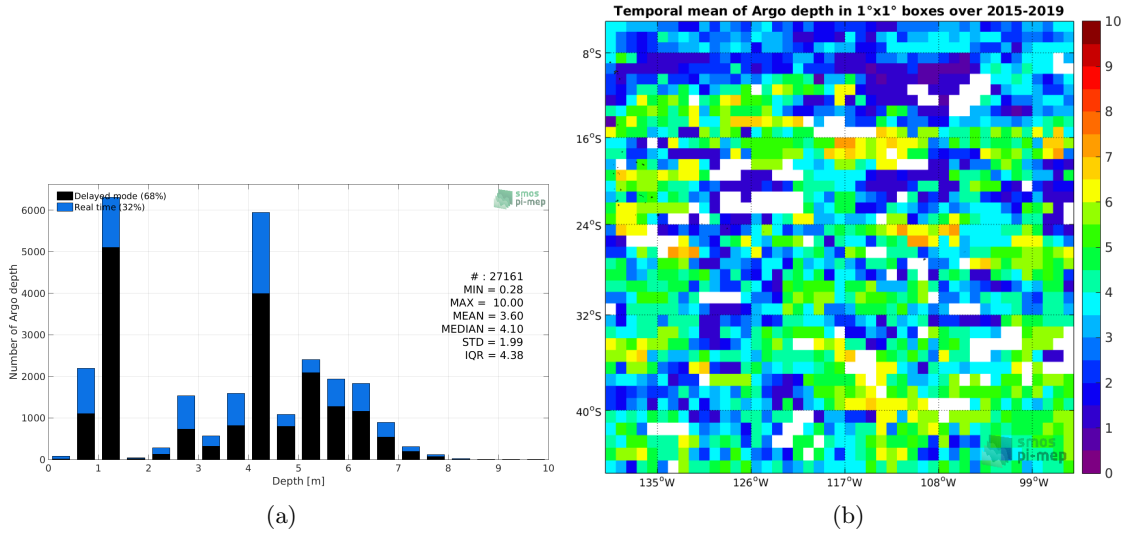 Delayed mode (68%)
Real time (32%)
smos
pi-mep
Number of Argo depth
6000
5000
4000
3000
2000
1000
0
# : 27161
MIN = 0.28
MAX = 10.00
MEAN = 3.60
MEDIAN = 4.10
STD = 1.99
IQR = 4.38
0 1 2 3 4 5 6 7 8 9 10
Depth [m]
(a)
Temporal mean of Argo depth in 1°x1° boxes over 2015-2019
8°S
16°S
24°S
32°S
40°S
135°W 126°W 117°W 108°W 99°W
smos
pi-mep
10
9
8
7
6
5
4
3
2
1
0
(b)